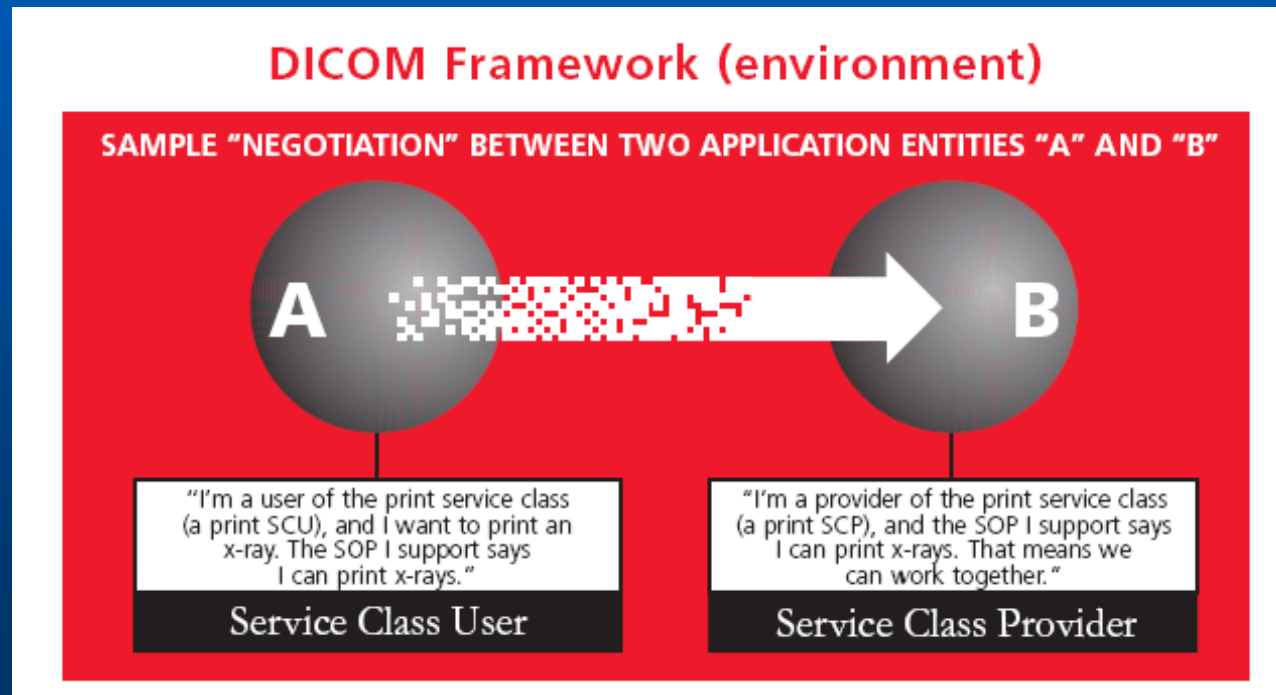 DICOM Framework (environment)
SAMPLE "NEGOTIATION" BETWEEN TWO APPLICATION ENTITIES "A" AND "B"
A
B
"I'm a user of the print service class
(a print SCU), and I want to print an
x-ray. The SOP I support says
I can print x-rays."
Service Class User
"I'm a provider of the print service class
(a print SCP), and the SOP I support says
I can print x-rays. That means we
can work together."
Service Class Provider